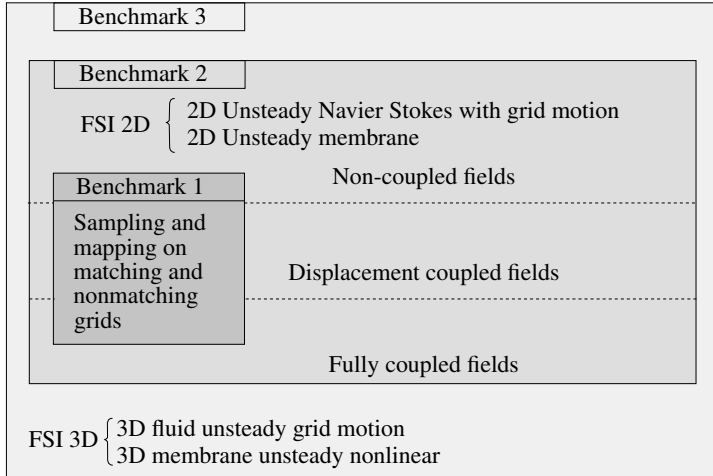 Benchmark 3
Benchmark 2
FSI 2D
2D Unsteady Navier Stokes with grid motion
2D Unsteady membrane
Non-coupled fields
Benchmark 1
Sampling and
mapping on
matching and
nonmatching
grids
Displacement coupled fields
Fully coupled fields
FSI 3D
3D fluid unsteady grid motion
3D membrane unsteady nonlinear